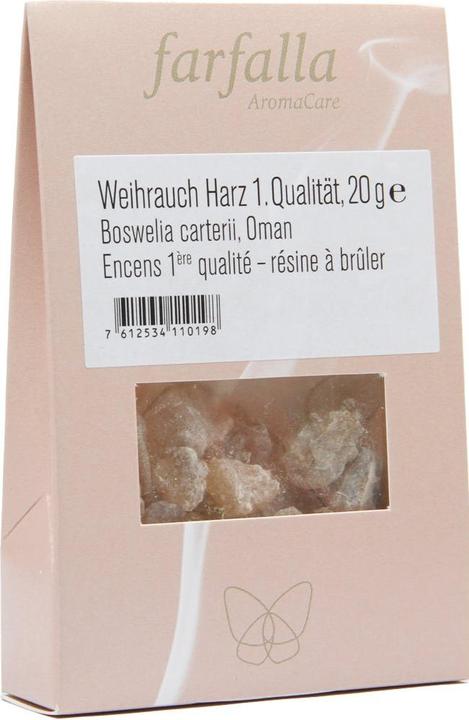 farfalla
AromaCare
Weihrauch Harz 1. Qualität, 20 g ℮
Boswelia carterii, Oman
Encens 1ère qualité – résine à brûler
7 612534 110198